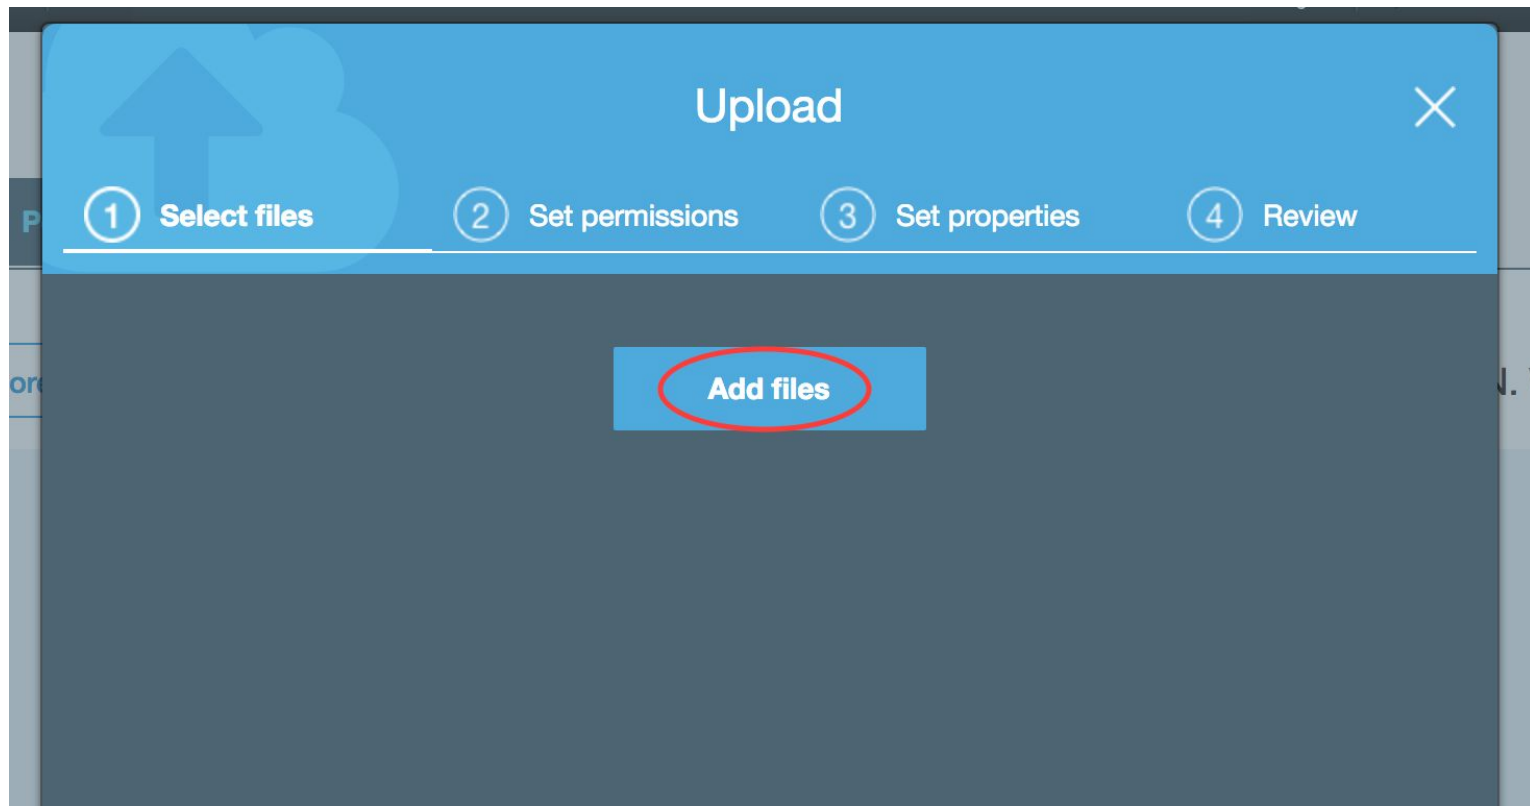 Upload
1 Select files 2 Set permissions 3 Set properties 4 Review
Add files